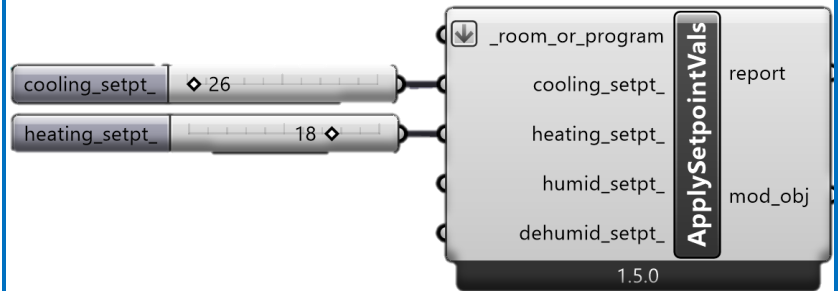 _room_or_program
cooling_setpt_ 26
cooling_setpt_
report
heating_setpt_ 18
heating_setpt_
ApplySetpointVals
humid_setpt_
mod_obj
dehumid_setpt_
1.5.0